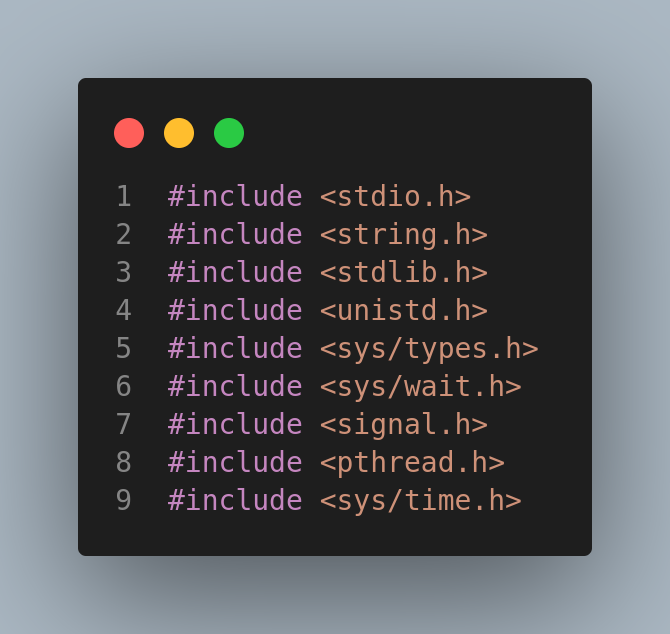 1 #include <stdio.h>
2 #include <string.h>
3 #include <stdlib.h>
4 #include <unistd.h>
5 #include <sys/types.h>
6 #include <sys/wait.h>
7 #include <signal.h>
8 #include <pthread.h>
9 #include <sys/time.h>